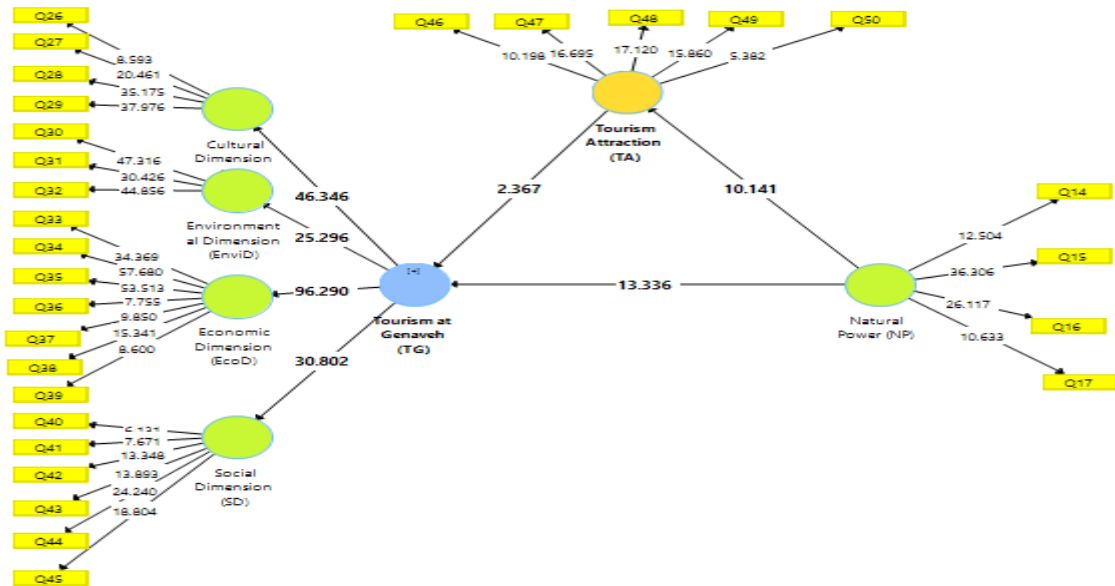 Q26
Q27
Q28
Q29
Q30
Q31
Q32
Q33
Q34
Q35
Q36
Q37
Q38
Q39
Q40
Q41
Q42
Q43
Q44
Q45
8.593
20.461
35.175
37.976
47.316
30.426
44.856
34.369
57.680
53.513
7.755
9.850
15.341
8.600
7.671
13.348
13.893
24.240
18.804
Cultural
Dimension
Environment
al Dimension
(EnviD)
Economic
Dimension
(EcoD)
Social
Dimension
(SD)
46.346
25.296
96.290
30.802
[+]
Tourism at
Genaveh
(TG)
Q46
Q47
Q48
Q49
Q50
10.198
16.695
17.120
15.860
5.382
Tourism
Attraction
(TA)
2.367
10.141
13.336
Natural
Power (NP)
12.504
36.306
26.117
10.633
Q14
Q15
Q16
Q17